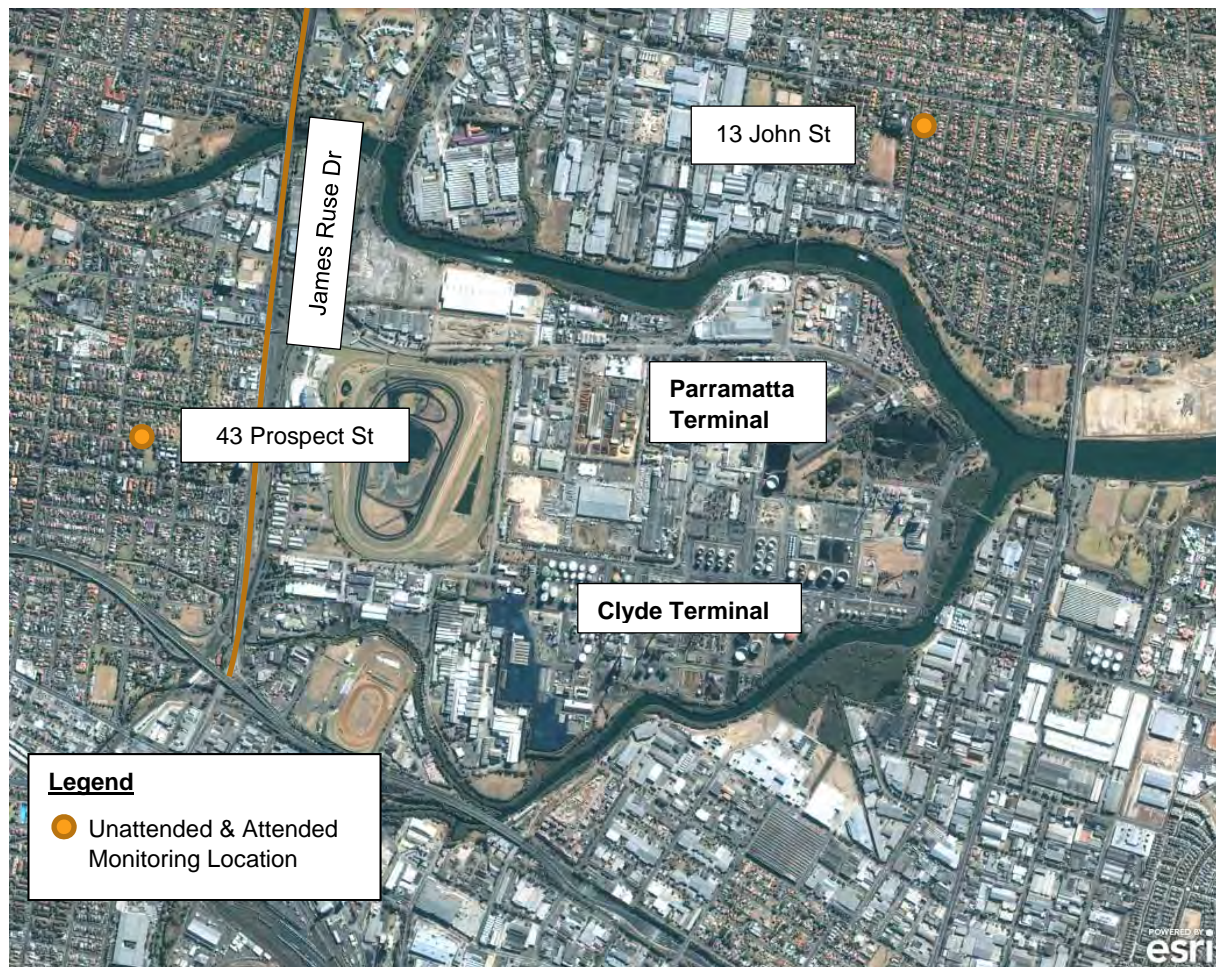 13 John St
James Ruse Dr
Parramatta
Terminal
43 Prospect St
Clyde Terminal
Legend
Unattended & Attended
Monitoring Location
POWERED BY
esri